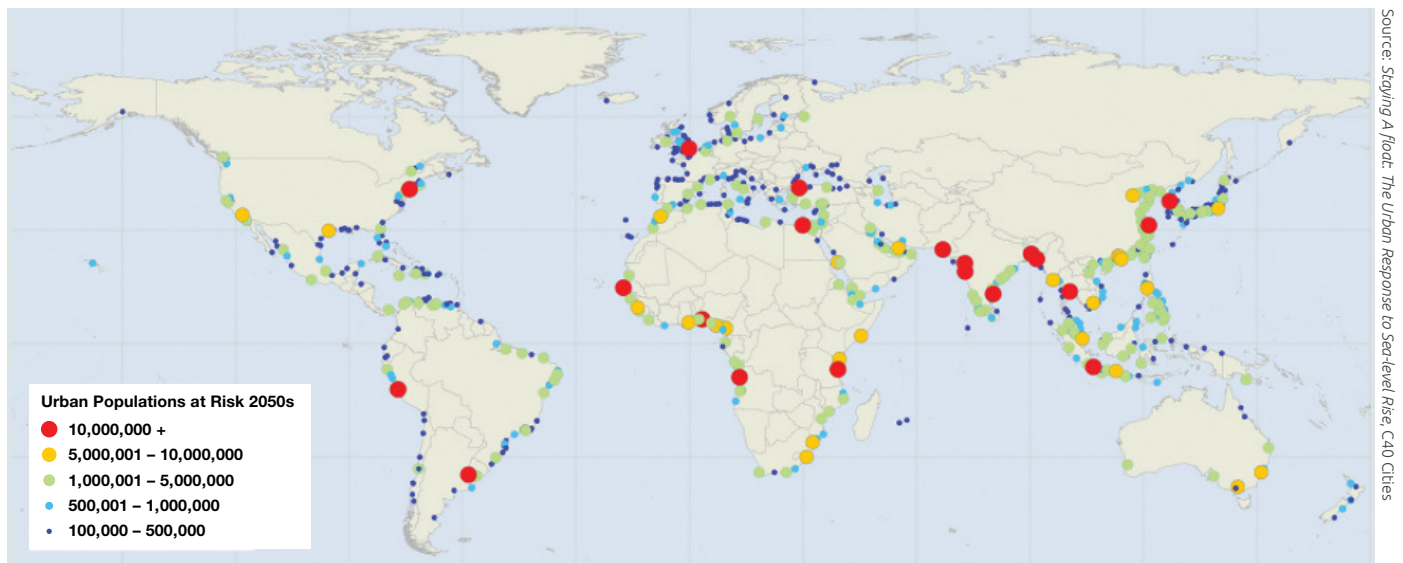 Urban Populations at Risk 2050s
10,000,000 +
5,000,001 – 10,000,000
1,000,001 – 5,000,000
500,001 – 1,000,000
100,000 – 500,000
Source: Staying A float: The Urban Response to Sea-level Rise, C40 Cities